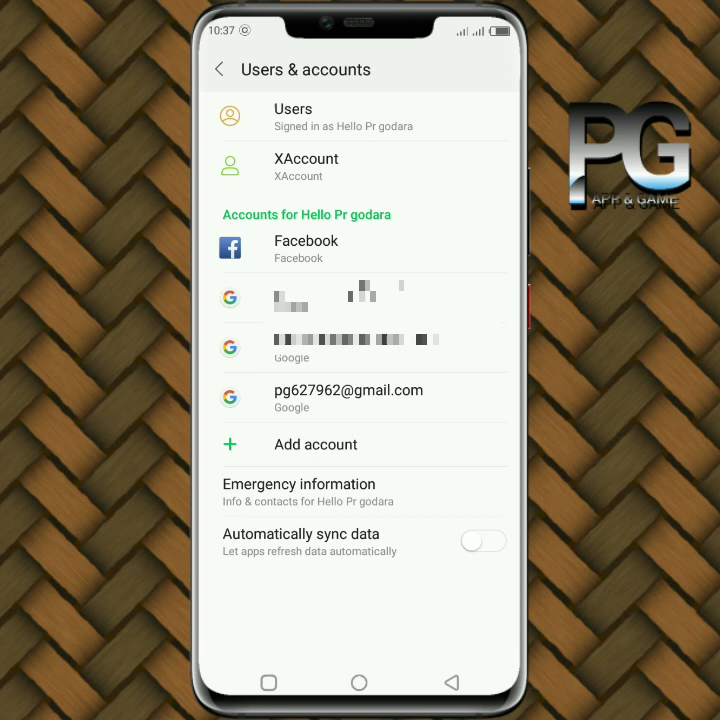 10:37
Users & accounts
Users
Signed in as Hello Pr godara
XAccount
XAccount
Accounts for Hello Pr godara
Facebook
Facebook
Google
pg627962@gmail.com
Google
Add account
Emergency information
Info & contacts for Hello Pr godara
Automatically sync data
Let apps refresh data automatically
PG
APP & GAME